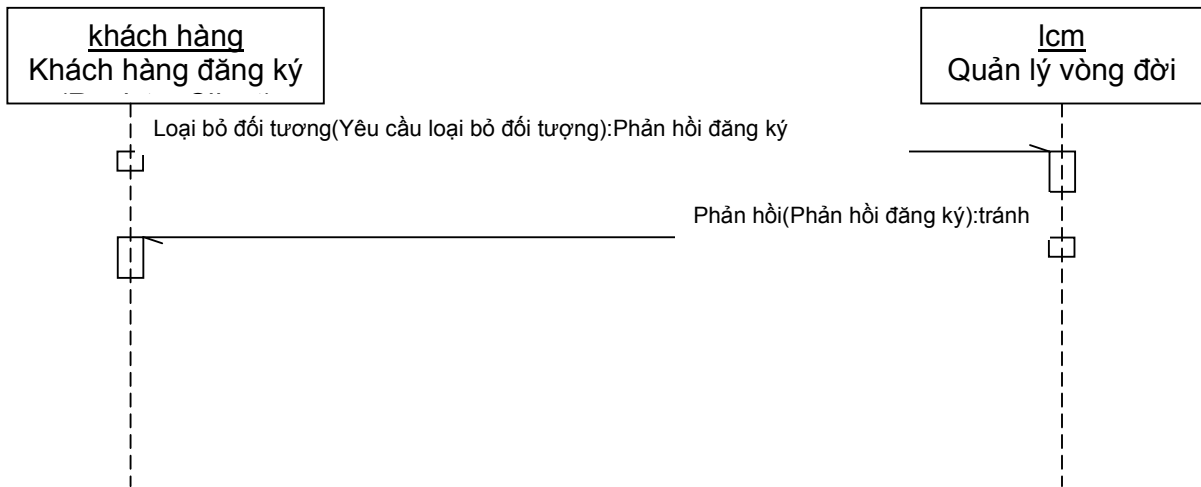 khách hàng
Khách hàng đăng ký
lcm
Quản lý vòng đời
Loại bỏ đối tương(Yêu cầu loại bỏ đối tượng):Phản hồi đăng ký
Phản hồi(Phản hồi đăng ký):tránh